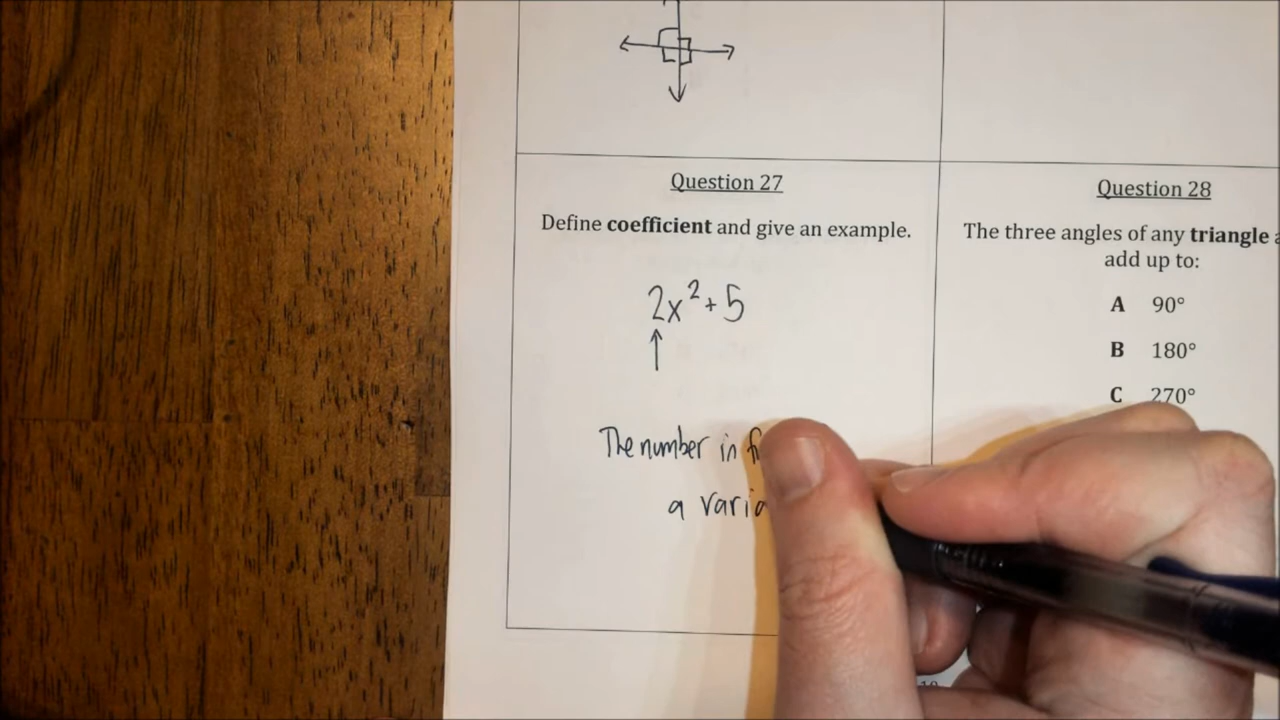 Question 27
Define coefficient and give an example.
2x² + 5
The number in
a
Question 28
The three angles of any triangle
add up to:
A 90°
B 180°
C 270°